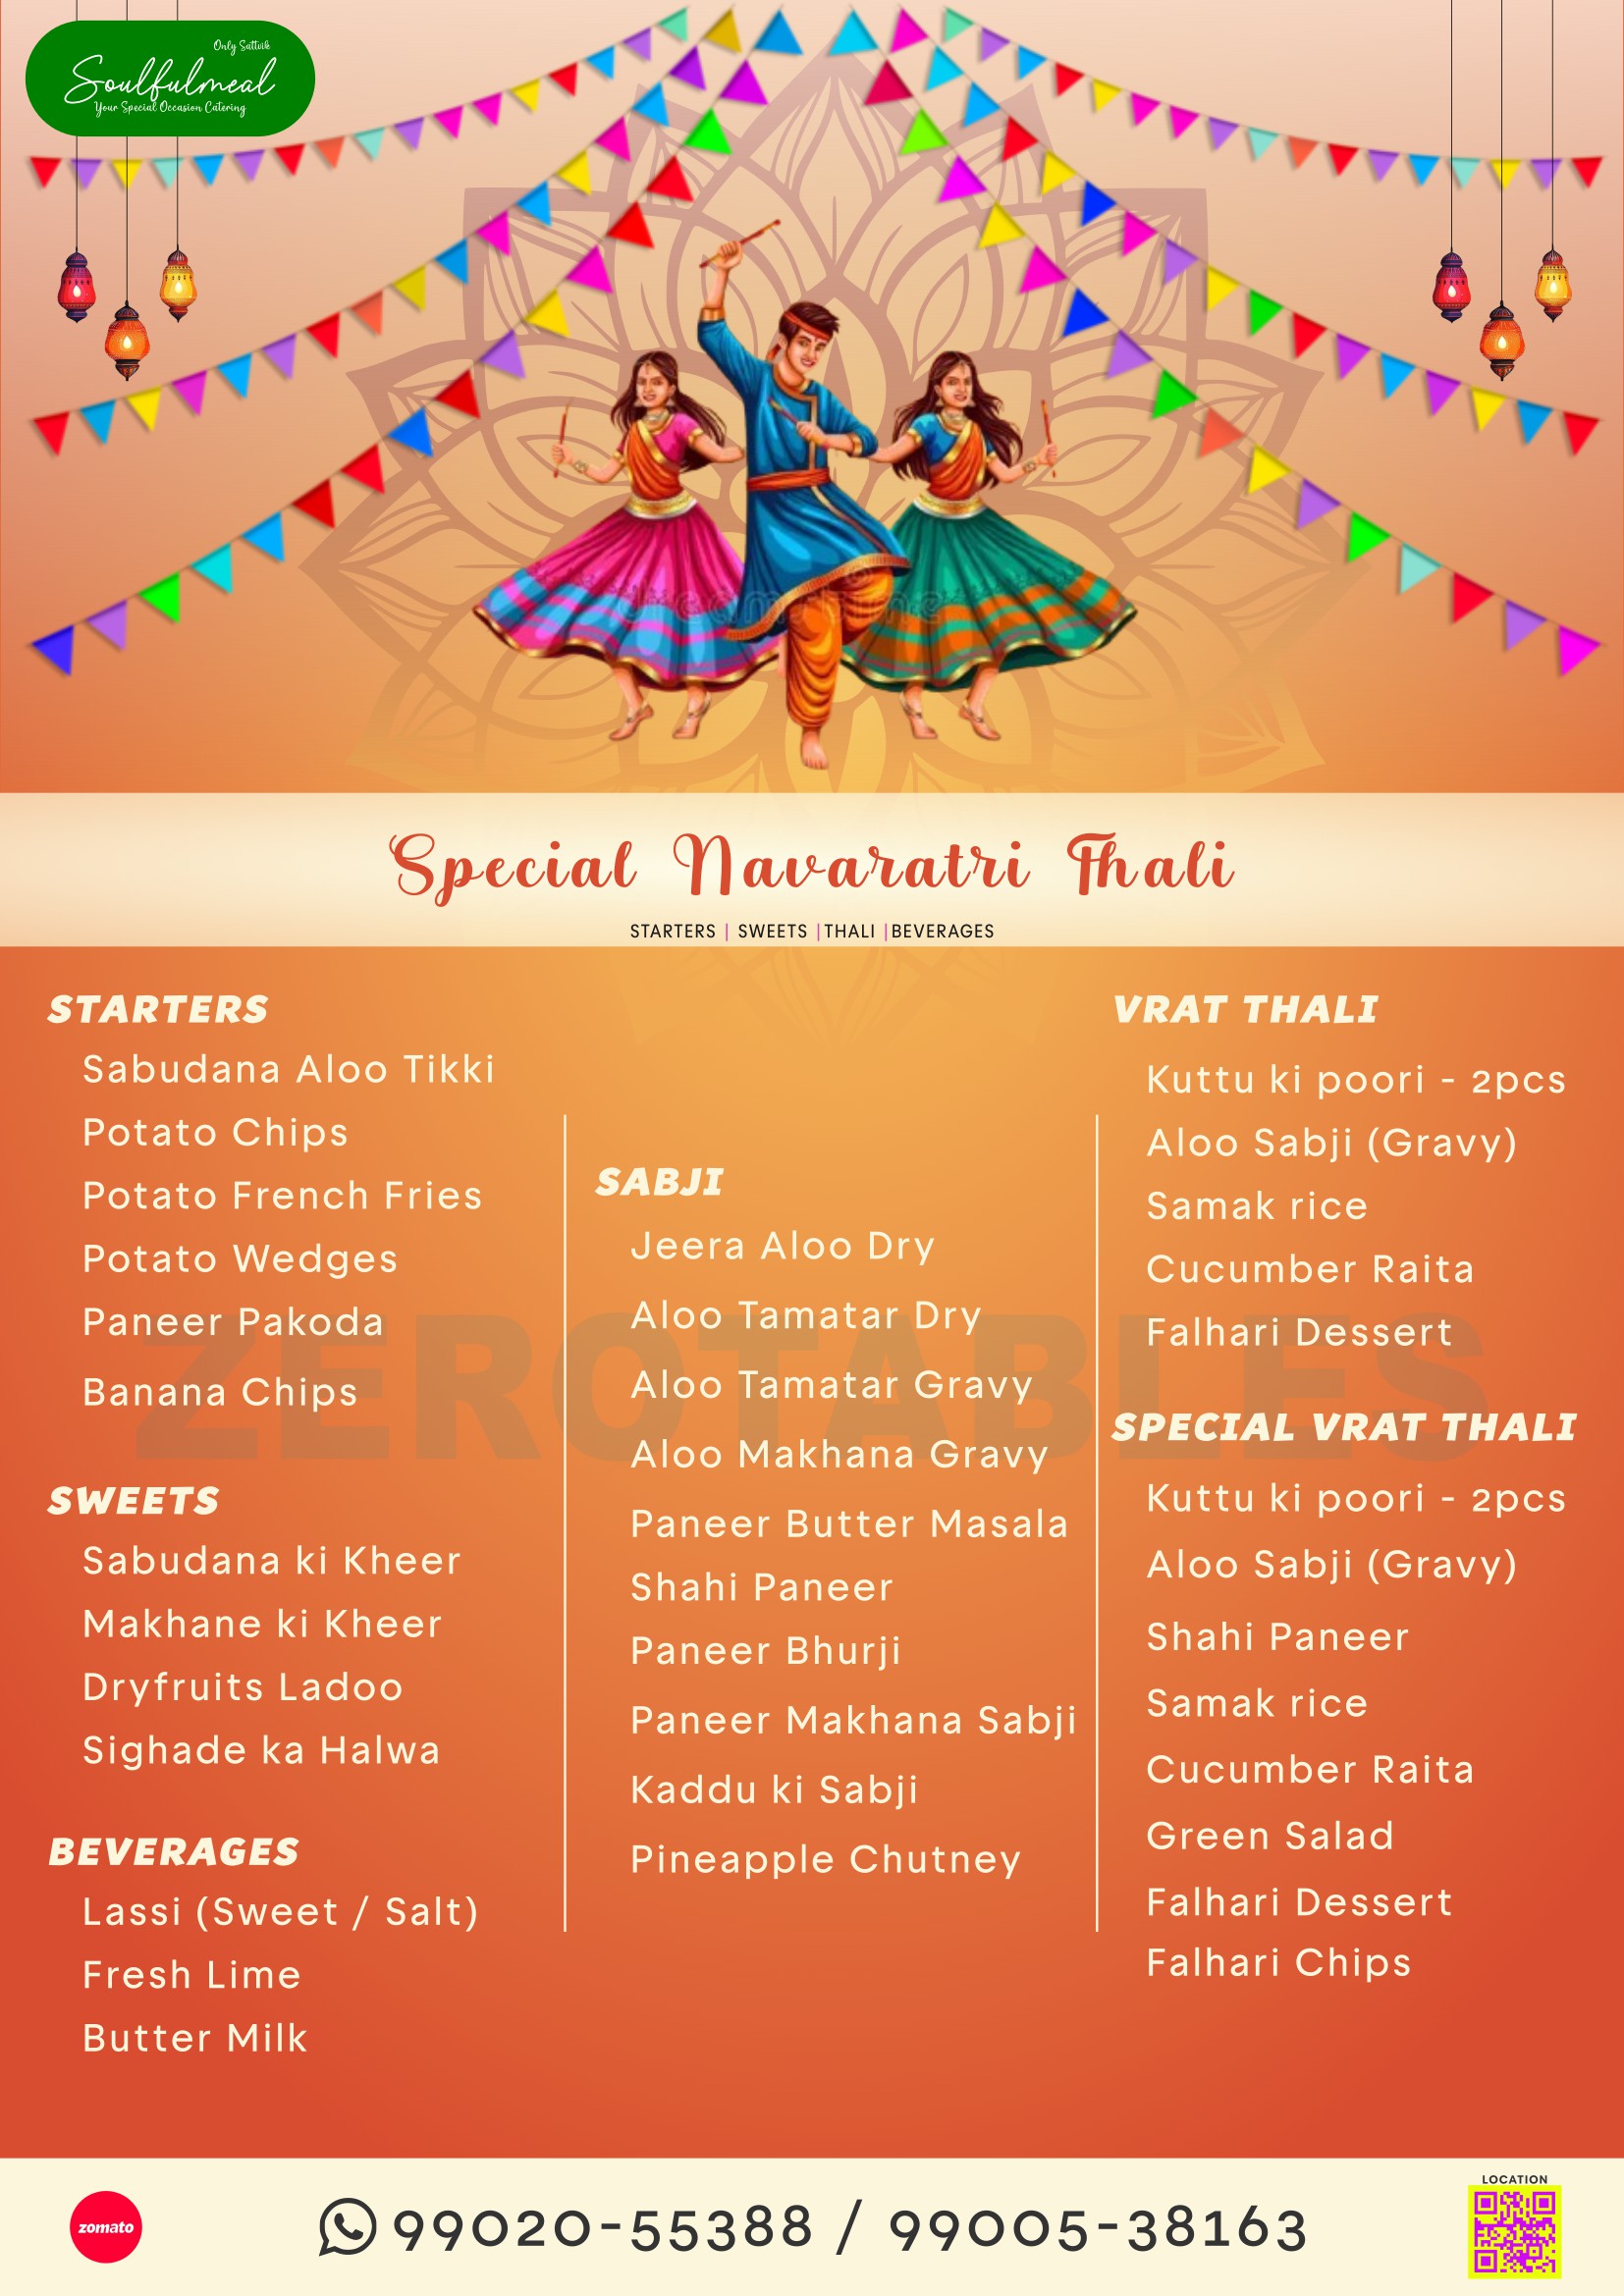 Only Sattvik
Soulfulmeal
Your Special Occasion Catering
dreamstime
Special Navaratri Thali
STARTERS | SWEETS |THALI |BEVERAGES
STARTERS
Sabudana Aloo Tikki
Potato Chips
Potato French Fries
Potato Wedges
Paneer Pakoda
Banana Chips
SWEETS
Sabudana ki Kheer
Makhane ki Kheer
Dryfruits Ladoo
Sighade ka Halwa
BEVERAGES
Lassi (Sweet / Salt)
Fresh Lime
Butter Milk
SABJI
Jeera Aloo Dry
Aloo Tamatar Dry
Aloo Tamatar Gravy
Aloo Makhana Gravy
Paneer Butter Masala
Shahi Paneer
Paneer Bhurji
Paneer Makhana Sabji
Kaddu ki Sabji
Pineapple Chutney
VRAT THALI
Kuttu ki poori - 2pcs
Aloo Sabji (Gravy)
Samak rice
Cucumber Raita
Falhari Dessert
SPECIAL VRAT THALI
Kuttu ki poori - 2pcs
Aloo Sabji (Gravy)
Shahi Paneer
Samak rice
Cucumber Raita
Green Salad
Falhari Dessert
Falhari Chips
ZEROTABLES
zomato
99020-55388 / 99005-38163
LOCATION